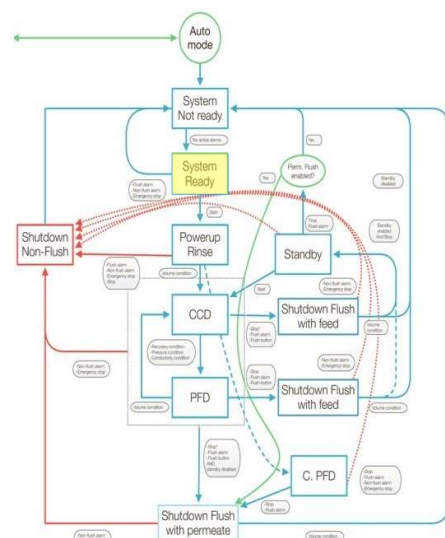 Auto
mode
System
Not ready
No active alarms
System
Ready
Flush alarm
Non-flush alarm
Emergency stop
Start
No
Perm. Flush
enabled?
Yes
Time
Flush alarm
Standby
disabled
Shutdown
Non-Flush
Powerup
Rinse
Standby
Standby
enabled
And Stop
Flush alarm
Non-flush alarm
Emergency stop
Stop
Volume condition
Start
Non-flush alarm
Emergency stop
CCD
Shutdown Flush
with feed
Volume
condition
Stop/
Flush alarm
Flush button
Recovery condition
Pressure condition
Conductivity condition
Non-flush alarm
Emergency stop
Stop
Flush alarm
Flush button
Non-flush alarm
Emergency stop
PFD
Shutdown Flush
with feed
Volume condition
Volume condition
Stop/
Flush alarm
Flush button
AND
standby disabled
C. PFD
Stop
Flush alarm
Non-flush alarm
Emergency stop
Stop
Flush alarm
Shutdown Flush
with permeate
Non-flush alarm
Volume condition